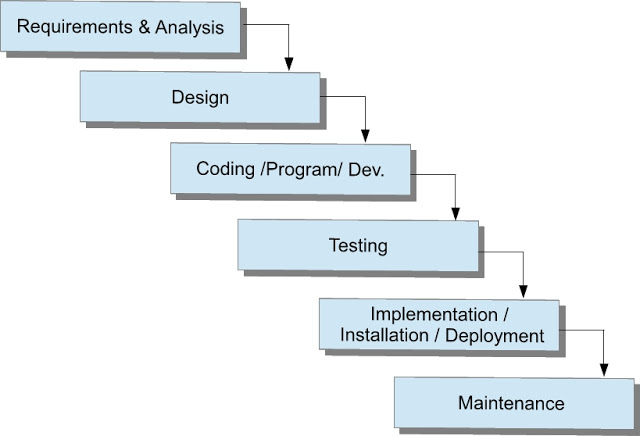 Requirements & Analysis
Design
Coding /Program/ Dev.
Testing
Implementation /
Installation / Deployment
Maintenance